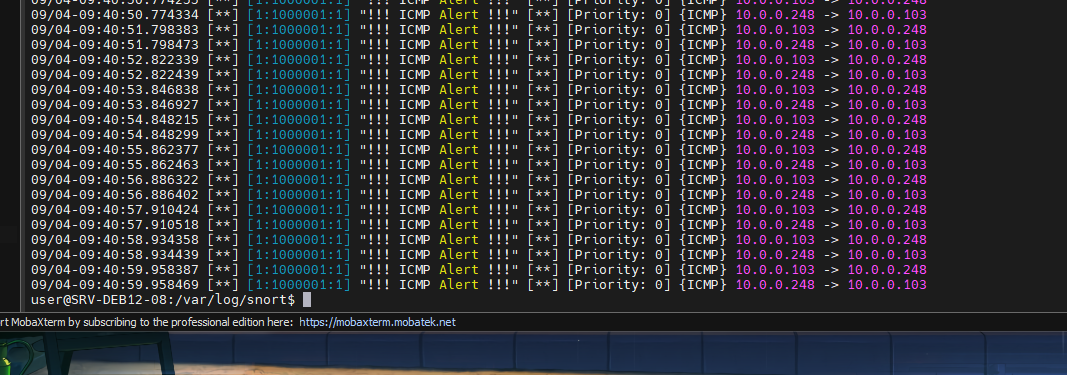 09/04-09:40:50.774255 [**] [1:1000001:1] "!!! ICMP Alert !!!" [**] [Priority: 0] {ICMP} 10.0.0.103 -> 10.0.0.248
09/04-09:40:50.774334 [**] [1:1000001:1] "!!! ICMP Alert !!!" [**] [Priority: 0] {ICMP} 10.0.0.248 -> 10.0.0.103
09/04-09:40:51.798383 [**] [1:1000001:1] "!!! ICMP Alert !!!" [**] [Priority: 0] {ICMP} 10.0.0.103 -> 10.0.0.248
09/04-09:40:51.798473 [**] [1:1000001:1] "!!! ICMP Alert !!!" [**] [Priority: 0] {ICMP} 10.0.0.248 -> 10.0.0.103
09/04-09:40:52.822339 [**] [1:1000001:1] "!!! ICMP Alert !!!" [**] [Priority: 0] {ICMP} 10.0.0.103 -> 10.0.0.248
09/04-09:40:52.822439 [**] [1:1000001:1] "!!! ICMP Alert !!!" [**] [Priority: 0] {ICMP} 10.0.0.248 -> 10.0.0.103
09/04-09:40:53.846838 [**] [1:1000001:1] "!!! ICMP Alert !!!" [**] [Priority: 0] {ICMP} 10.0.0.103 -> 10.0.0.248
09/04-09:40:53.846927 [**] [1:1000001:1] "!!! ICMP Alert !!!" [**] [Priority: 0] {ICMP} 10.0.0.248 -> 10.0.0.103
09/04-09:40:54.848215 [**] [1:1000001:1] "!!! ICMP Alert !!!" [**] [Priority: 0] {ICMP} 10.0.0.103 -> 10.0.0.248
09/04-09:40:54.848299 [**] [1:1000001:1] "!!! ICMP Alert !!!" [**] [Priority: 0] {ICMP} 10.0.0.248 -> 10.0.0.103
09/04-09:40:55.862377 [**] [1:1000001:1] "!!! ICMP Alert !!!" [**] [Priority: 0] {ICMP} 10.0.0.103 -> 10.0.0.248
09/04-09:40:55.862463 [**] [1:1000001:1] "!!! ICMP Alert !!!" [**] [Priority: 0] {ICMP} 10.0.0.248 -> 10.0.0.103
09/04-09:40:56.886322 [**] [1:1000001:1] "!!! ICMP Alert !!!" [**] [Priority: 0] {ICMP} 10.0.0.103 -> 10.0.0.248
09/04-09:40:56.886402 [**] [1:1000001:1] "!!! ICMP Alert !!!" [**] [Priority: 0] {ICMP} 10.0.0.248 -> 10.0.0.103
09/04-09:40:57.910424 [**] [1:1000001:1] "!!! ICMP Alert !!!" [**] [Priority: 0] {ICMP} 10.0.0.103 -> 10.0.0.248
09/04-09:40:57.910518 [**] [1:1000001:1] "!!! ICMP Alert !!!" [**] [Priority: 0] {ICMP} 10.0.0.248 -> 10.0.0.103
09/04-09:40:58.934358 [**] [1:1000001:1] "!!! ICMP Alert !!!" [**] [Priority: 0] {ICMP} 10.0.0.103 -> 10.0.0.248
09/04-09:40:58.934439 [**] [1:1000001:1] "!!! ICMP Alert !!!" [**] [Priority: 0] {ICMP} 10.0.0.248 -> 10.0.0.103
09/04-09:40:59.958387 [**] [1:1000001:1] "!!! ICMP Alert !!!" [**] [Priority: 0] {ICMP} 10.0.0.103 -> 10.0.0.248
09/04-09:40:59.958469 [**] [1:1000001:1] "!!! ICMP Alert !!!" [**] [Priority: 0] {ICMP} 10.0.0.248 -> 10.0.0.103
user@SRV-DEB12-08:/var/log/snort$
rt MobaXterm by subscribing to the professional edition here: https://mobaxterm.mobatek.net